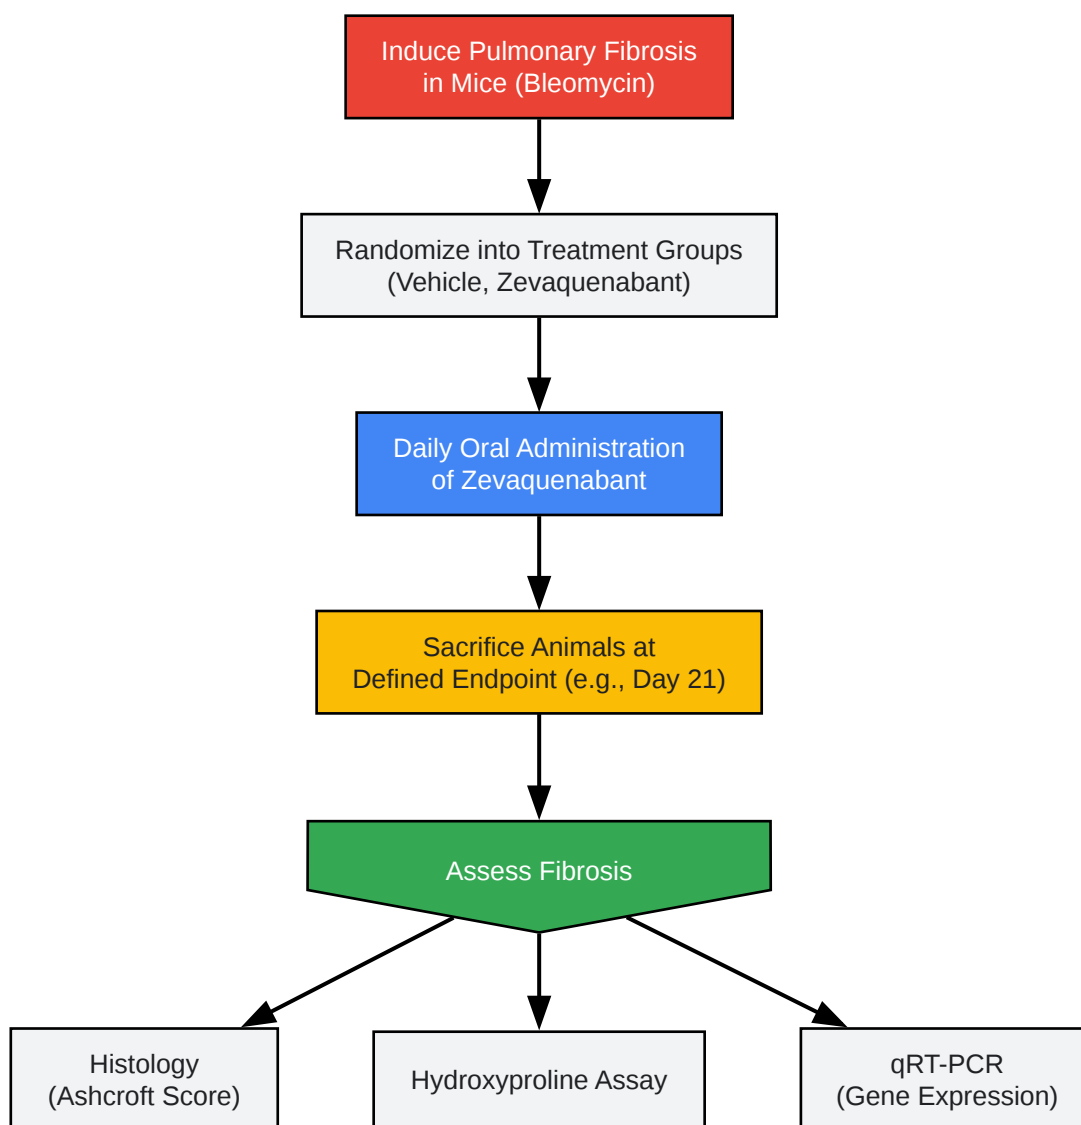 Induce Pulmonary Fibrosis
in Mice (Bleomycin)
Randomize into Treatment Groups
(Vehicle, Zevaquenabant)
Daily Oral Administration
of Zevaquenabant
Sacrifice Animals at
Defined Endpoint (e.g., Day 21)
Assess Fibrosis
Histology
(Ashcroft Score)
Hydroxyproline Assay
qRT-PCR
(Gene Expression)